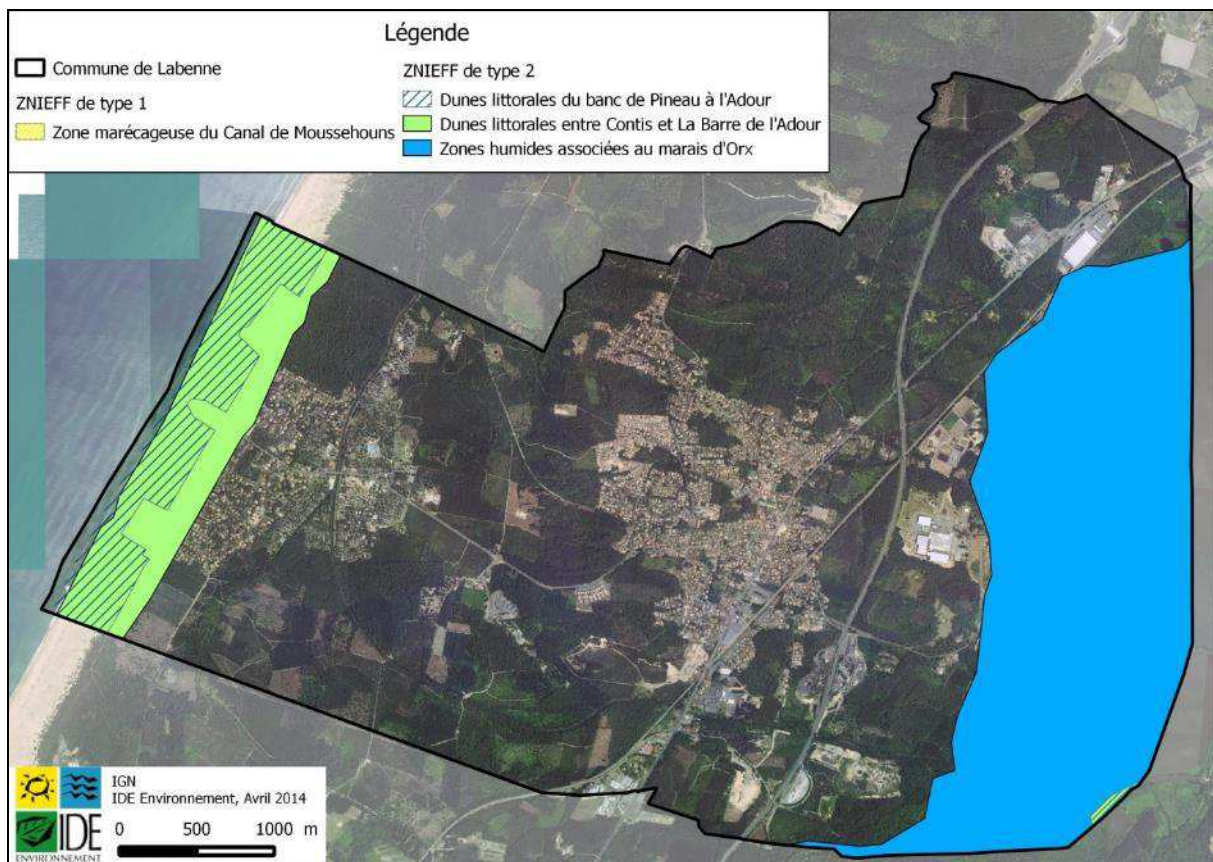 Légende
Commune de Labenne
ZNIEFF de type 1
Zone marécageuse du Canal de Moussehouns
ZNIEFF de type 2
Dunes littorales du banc de Pineau à l'Adour
Dunes littorales entre Contis et La Barre de l'Adour
Zones humides associées au marais d'Orx
IGN
IDE Environnement, Avril 2014
0 500 1000 m
IDE
ENVIRONNEMENT